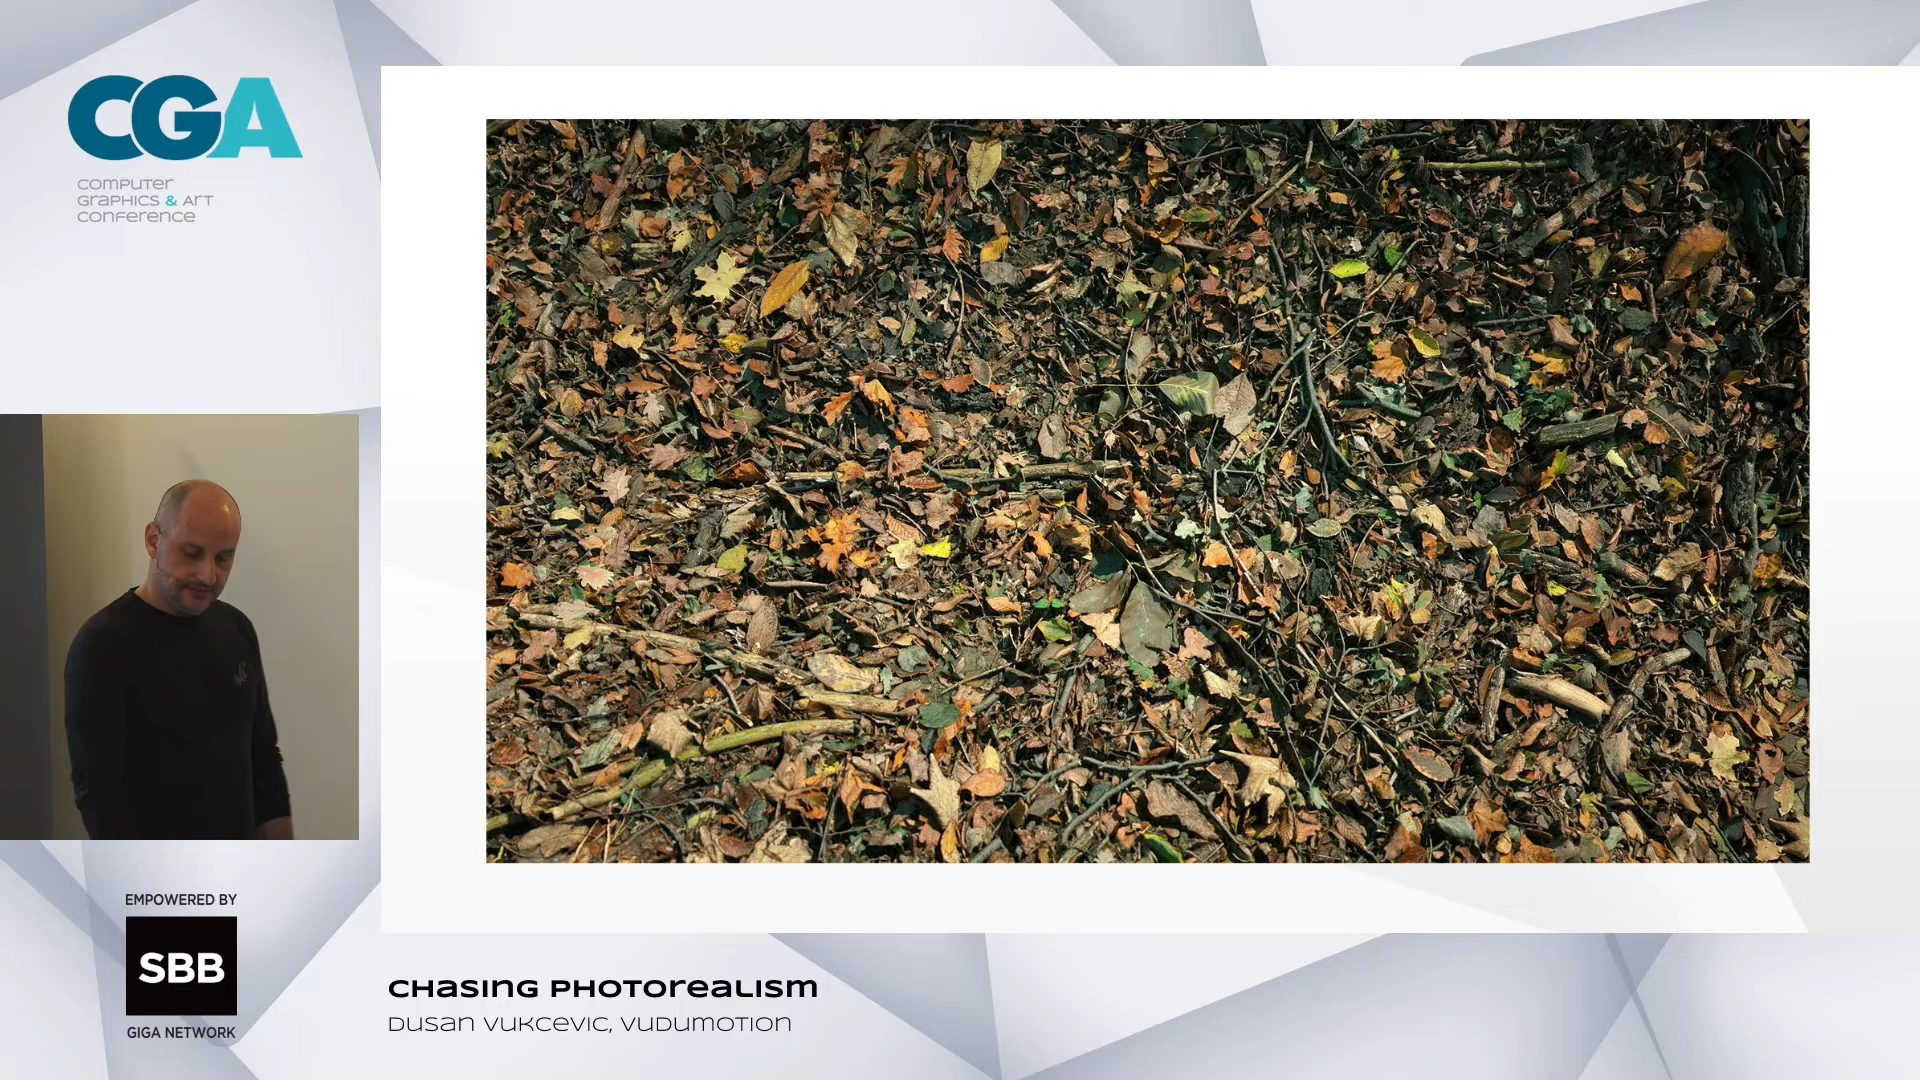 CGA
COMPUTER
GRAPHICS & ART
CONFERENCE
EMPOWERED BY
SBB
GIGA NETWORK
CHASING PHOTOREALISM
DUSAN VUKCEVIC, VUDUMOTION